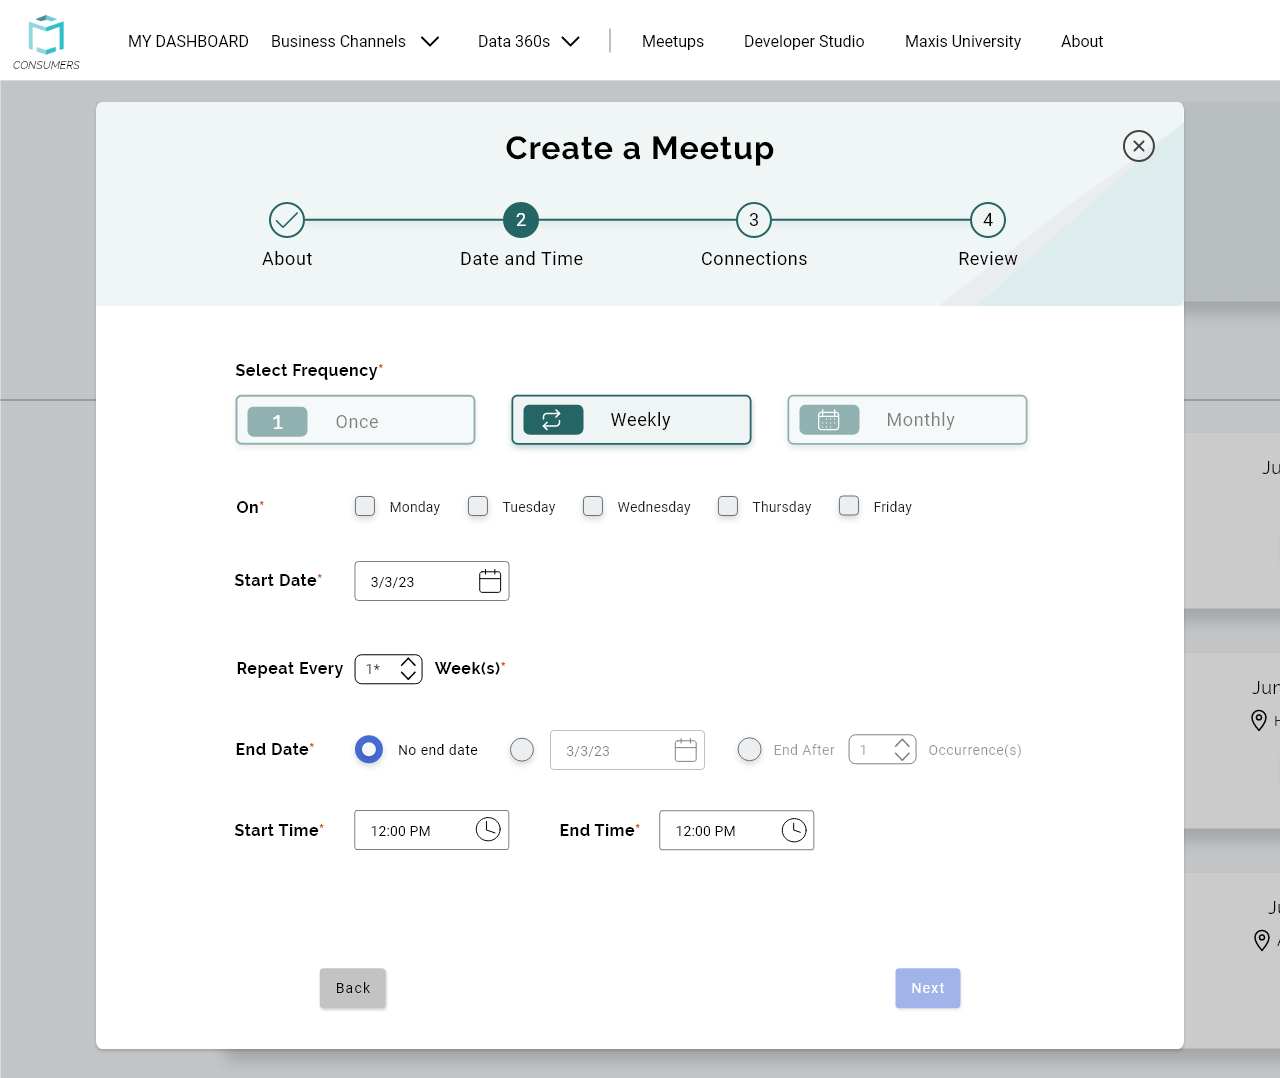 CONSUMERS
MY DASHBOARD Business Channels Data 360s Meetups Developer Studio Maxis University About
Create a Meetup
2 3 4
About Date and Time Connections Review
Select Frequency*
1 Once Weekly Monthly
On* Monday Tuesday Wednesday Thursday Friday
Start Date* 3/3/23
Repeat Every 1* Week(s)*
End Date* No end date 3/3/23 End After 1 Occurrence(s)
Start Time* 12:00 PM End Time* 12:00 PM
Back Next